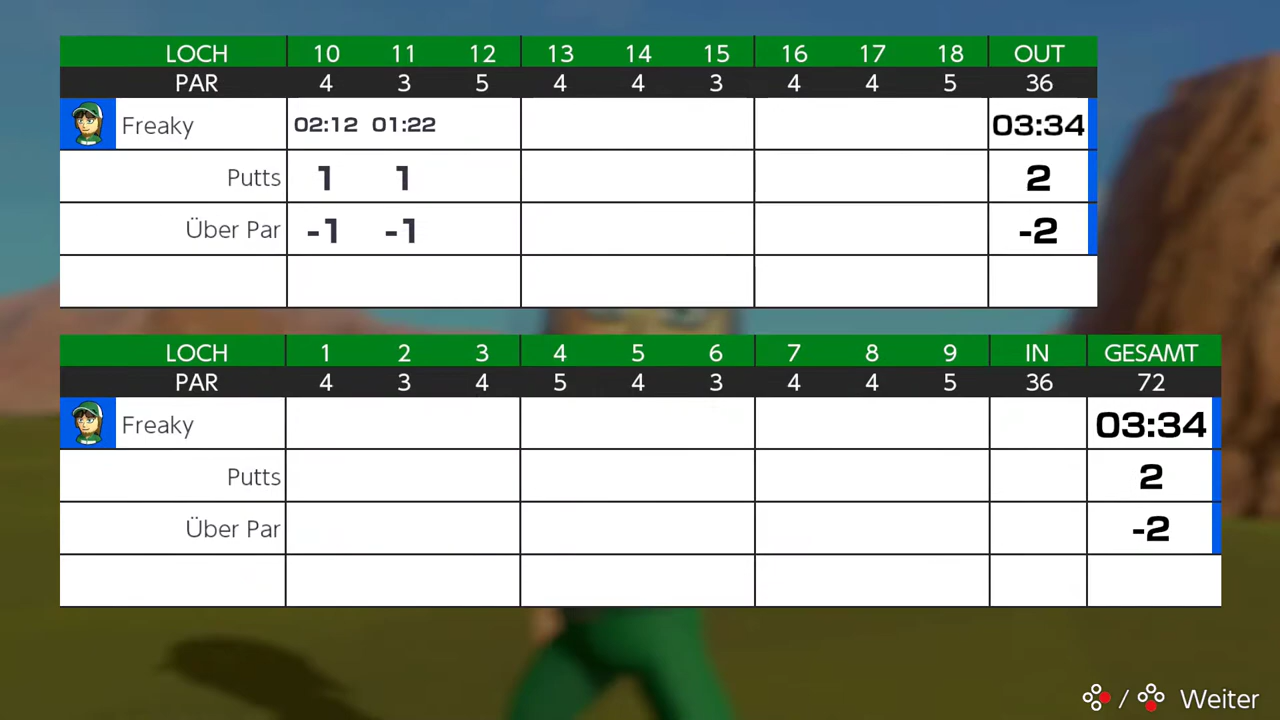 LOCH 10 11 12 13 14 15 16 17 18 OUT
PAR 4 3 5 4 4 3 4 4 5 36
Freaky 02:12 01:22 03:34
Putts 1 1 2
Über Par -1 -1 -2
LOCH 1 2 3 4 5 6 7 8 9 IN GESAMT
PAR 4 3 4 5 4 3 4 4 5 36 72
Freaky 03:34
Putts 2
Über Par -2
/ Weiter